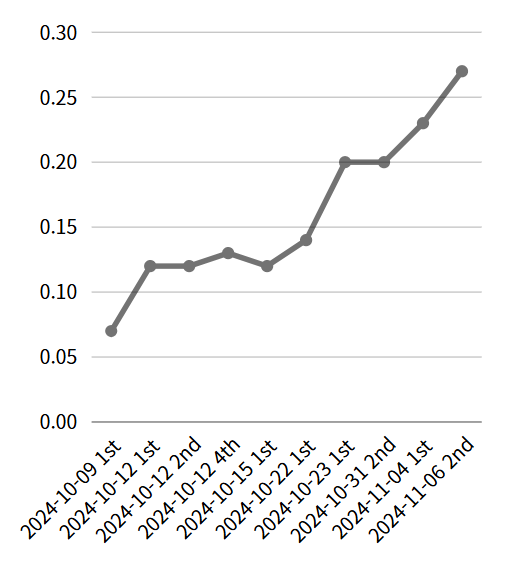 0.30
0.25
0.20
0.15
0.10
0.05
0.00
2024-10-09 1st
2024-10-12 1st
2024-10-12 2nd
2024-10-12 4th
2024-10-15 1st
2024-10-22 1st
2024-10-23 1st
2024-10-31 2nd
2024-11-04 1st
2024-11-06 2nd